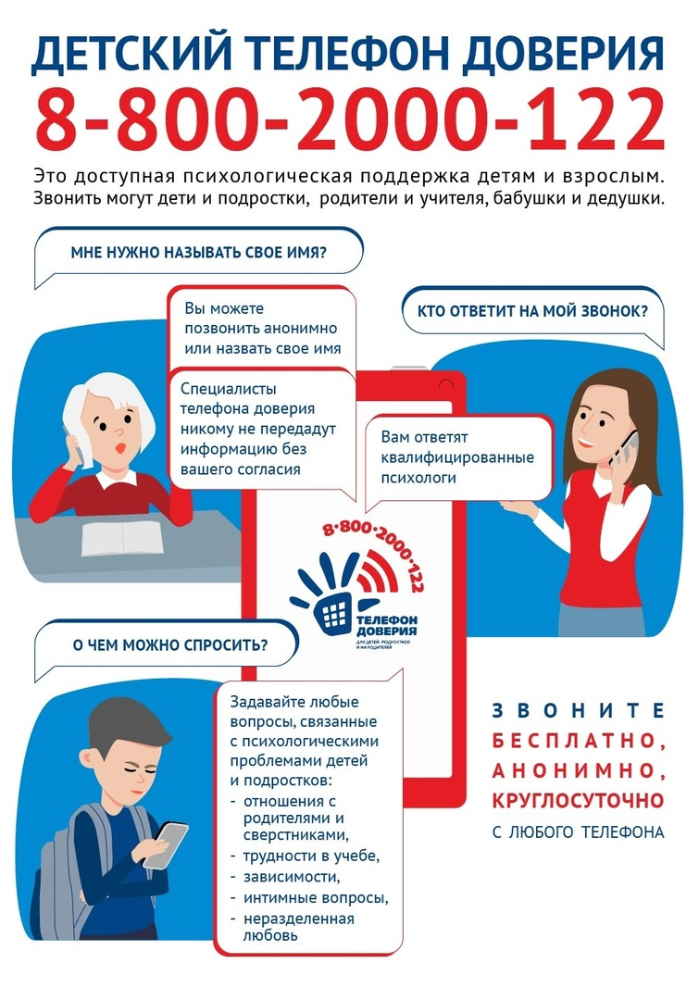 ДЕТСКИЙ ТЕЛЕФОН ДОВЕРИЯ
8-800-2000-122
Это доступная психологическая поддержка детям и взрослым.
Звонить могут дети и подростки, родители и учителя, бабушки и дедушки.
МНЕ НУЖНО НАЗЫВАТЬ СВОЕ ИМЯ?
Вы можете
позвонить анонимно
или назвать свое имя
Специалисты
телефона доверия
никому не передадут
информацию без
вашего согласия
КТО ОТВЕТИТ НА МОЙ ЗВОНОК?
Вам ответят
квалифицированные
психологи
8·800·2000·122
ТЕЛЕФОН
ДОВЕРИЯ
ДЛЯ ДЕТЕЙ, ПОДРОСТКОВ
И ИХ РОДИТЕЛЕЙ
О ЧЕМ МОЖНО СПРОСИТЬ?
Задавайте любые
вопросы, связанные
с психологическими
проблемами детей
и подростков:
- отношения с
родителями и
сверстниками,
- трудности в учебе,
- зависимости,
- интимные вопросы,
- неразделенная
любовь
ЗВОНИТЕ
БЕСПЛАТНО,
АНОНИМНО,
КРУГЛОСУТОЧНО
С ЛЮБОГО ТЕЛЕФОНА